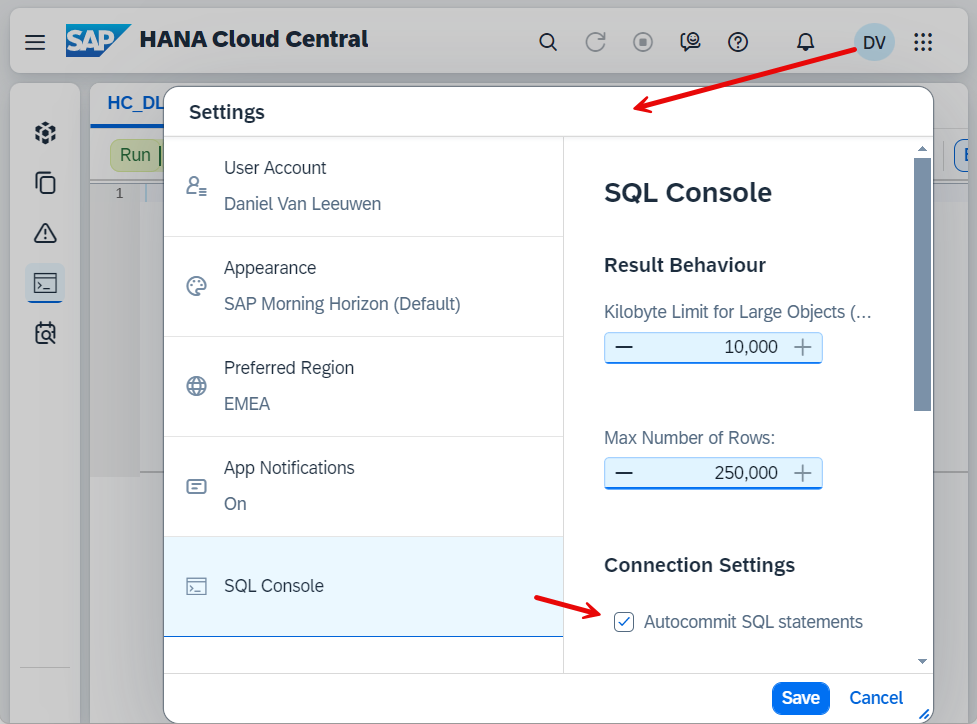 SAP HANA Cloud Central
DV
HC_DL
Run
1
Settings
User Account
Daniel Van Leeuwen
Appearance
SAP Morning Horizon (Default)
Preferred Region
EMEA
App Notifications
On
SQL Console
SQL Console
Result Behaviour
Kilobyte Limit for Large Objects (...
10,000
Max Number of Rows:
250,000
Connection Settings
Autocommit SQL statements
Save Cancel